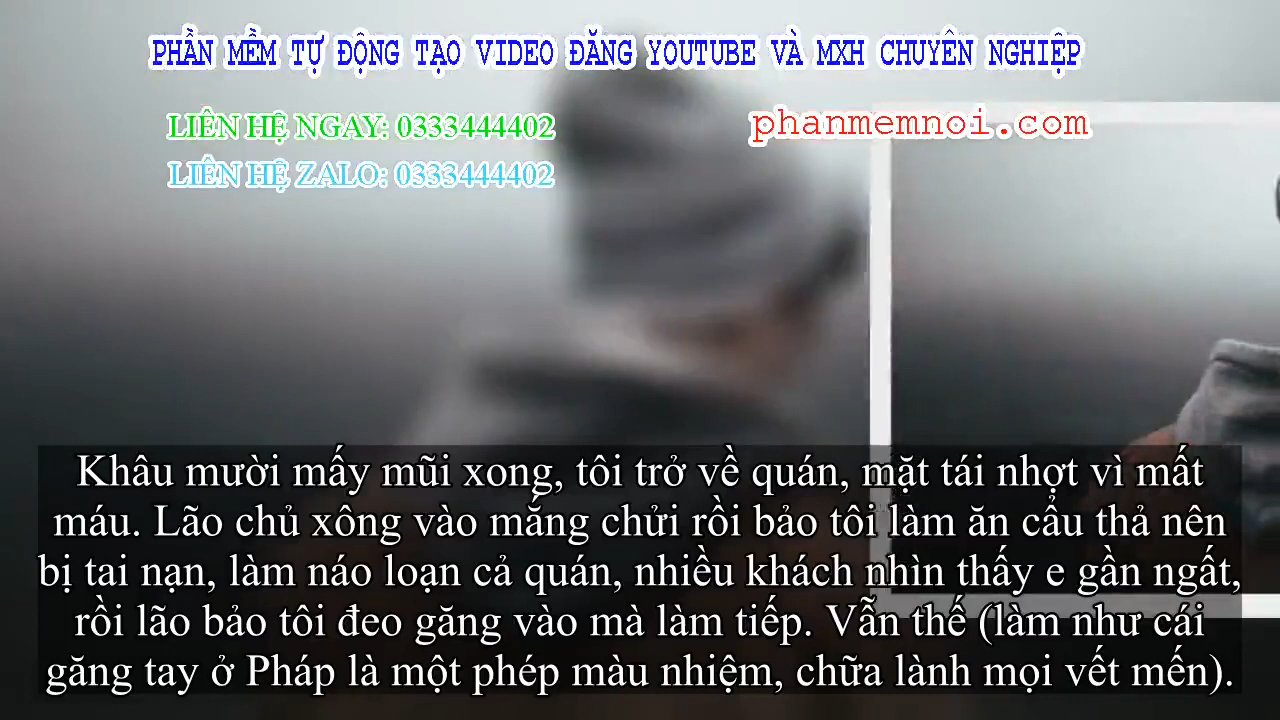 PHẦN MỀM TỰ ĐỘNG TẠO VIDEO ĐĂNG YOUTUBE VÀ MXH CHUYÊN NGHIỆP
LIÊN HỆ NGAY: 0333444402
phanmemnoi.com
LIÊN HỆ ZALO: 0333444402
Khâu mười mấy mũi xong, tôi trở về quán, mặt tái nhợt vì mất
máu. Lão chủ xông vào mắng chửi rồi bảo tôi làm ăn cẩu thả nên
bị tai nạn, làm náo loạn cả quán, nhiều khách nhìn thấy e gần ngất,
rồi lão bảo tôi đeo găng vào mà làm tiếp. Vẫn thế (làm như cái
găng tay ở Pháp là một phép màu nhiệm, chữa lành mọi vết mến).